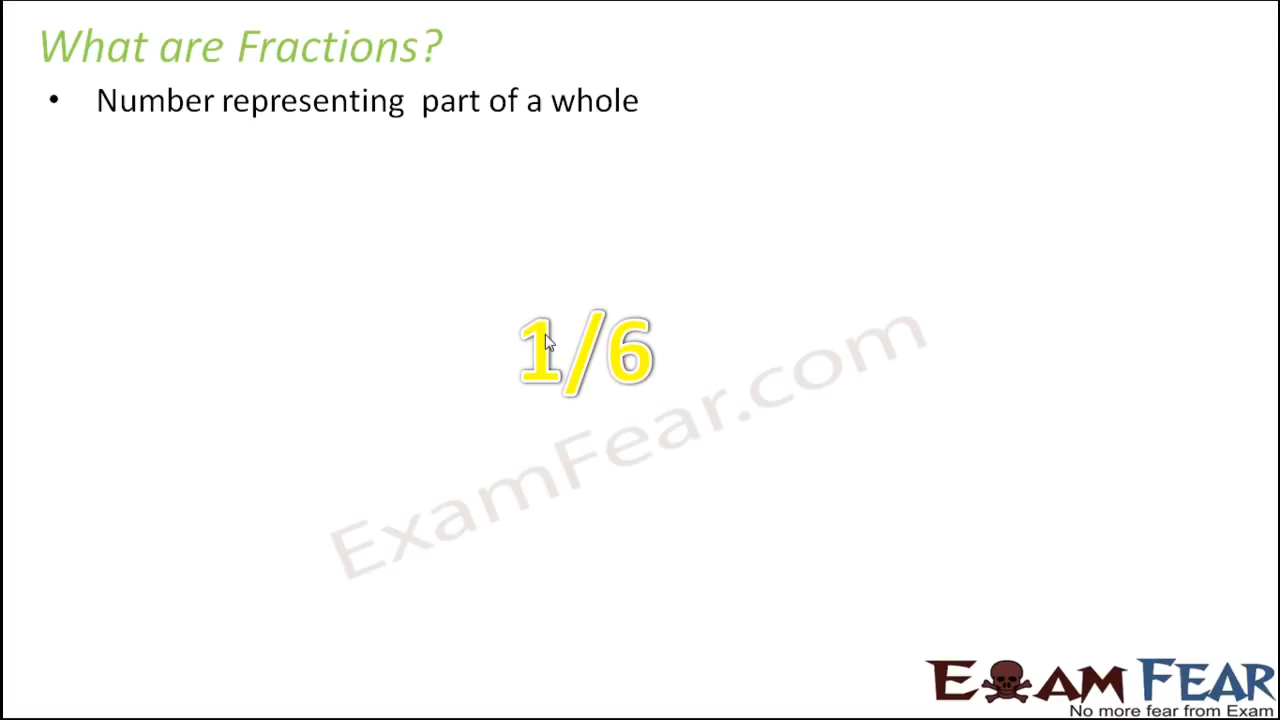 What are Fractions?
• Number representing part of a whole
1/6
ExamFear.com
EXAM FEAR
No more fear from Exam